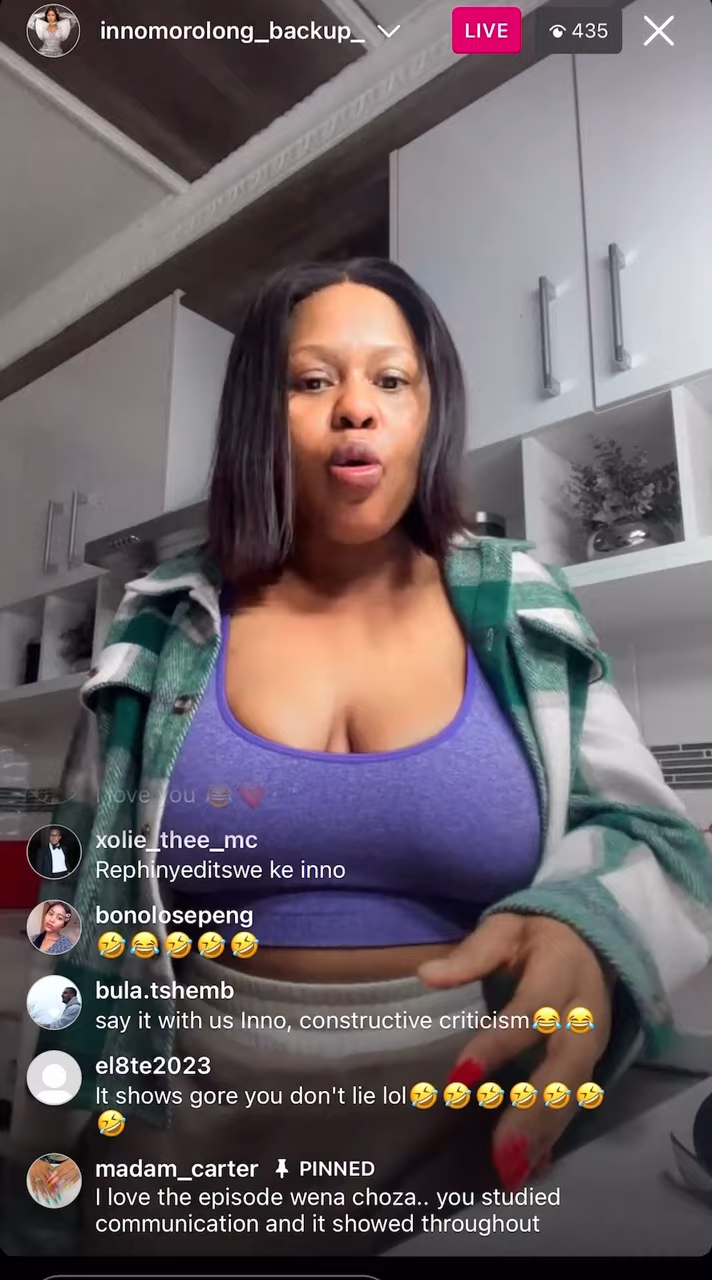 innomorolong_backup_
LIVE
435
I love you 😂❤️
xolie_thee_mc
Rephinyeditswe ke inno
bonolosepeng
🤣😂🤣🤣🤣
bula.tshemb
say it with us Inno, constructive criticism😂😂
el8te2023
It shows gore you don't lie lol🤣🤣🤣🤣🤣🤣
🤣
madam_carter 📌 PINNED
I love the episode wena choza.. you studied
communication and it showed throughout